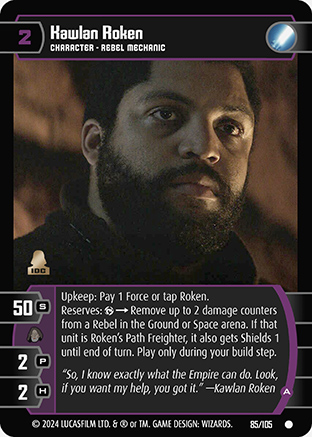 2 Kawlan Roken
CHARACTER - REBEL MECHANIC
IDC
50 S
2 P
2 H
Upkeep: Pay 1 Force or tap Roken.
Reserves: → Remove up to 2 damage counters
from a Rebel in the Ground or Space arena. If that
unit is Roken's Path Freighter, it also gets Shields 1
until end of turn. Play only during your build step.
"So, I know exactly what the Empire can do. Look,
if you want my help, you got it." —Kawlan Roken
A
© 2024 LUCASFILM LTD. & ® or TM. GAME DESIGN: WIZARDS. 85/105